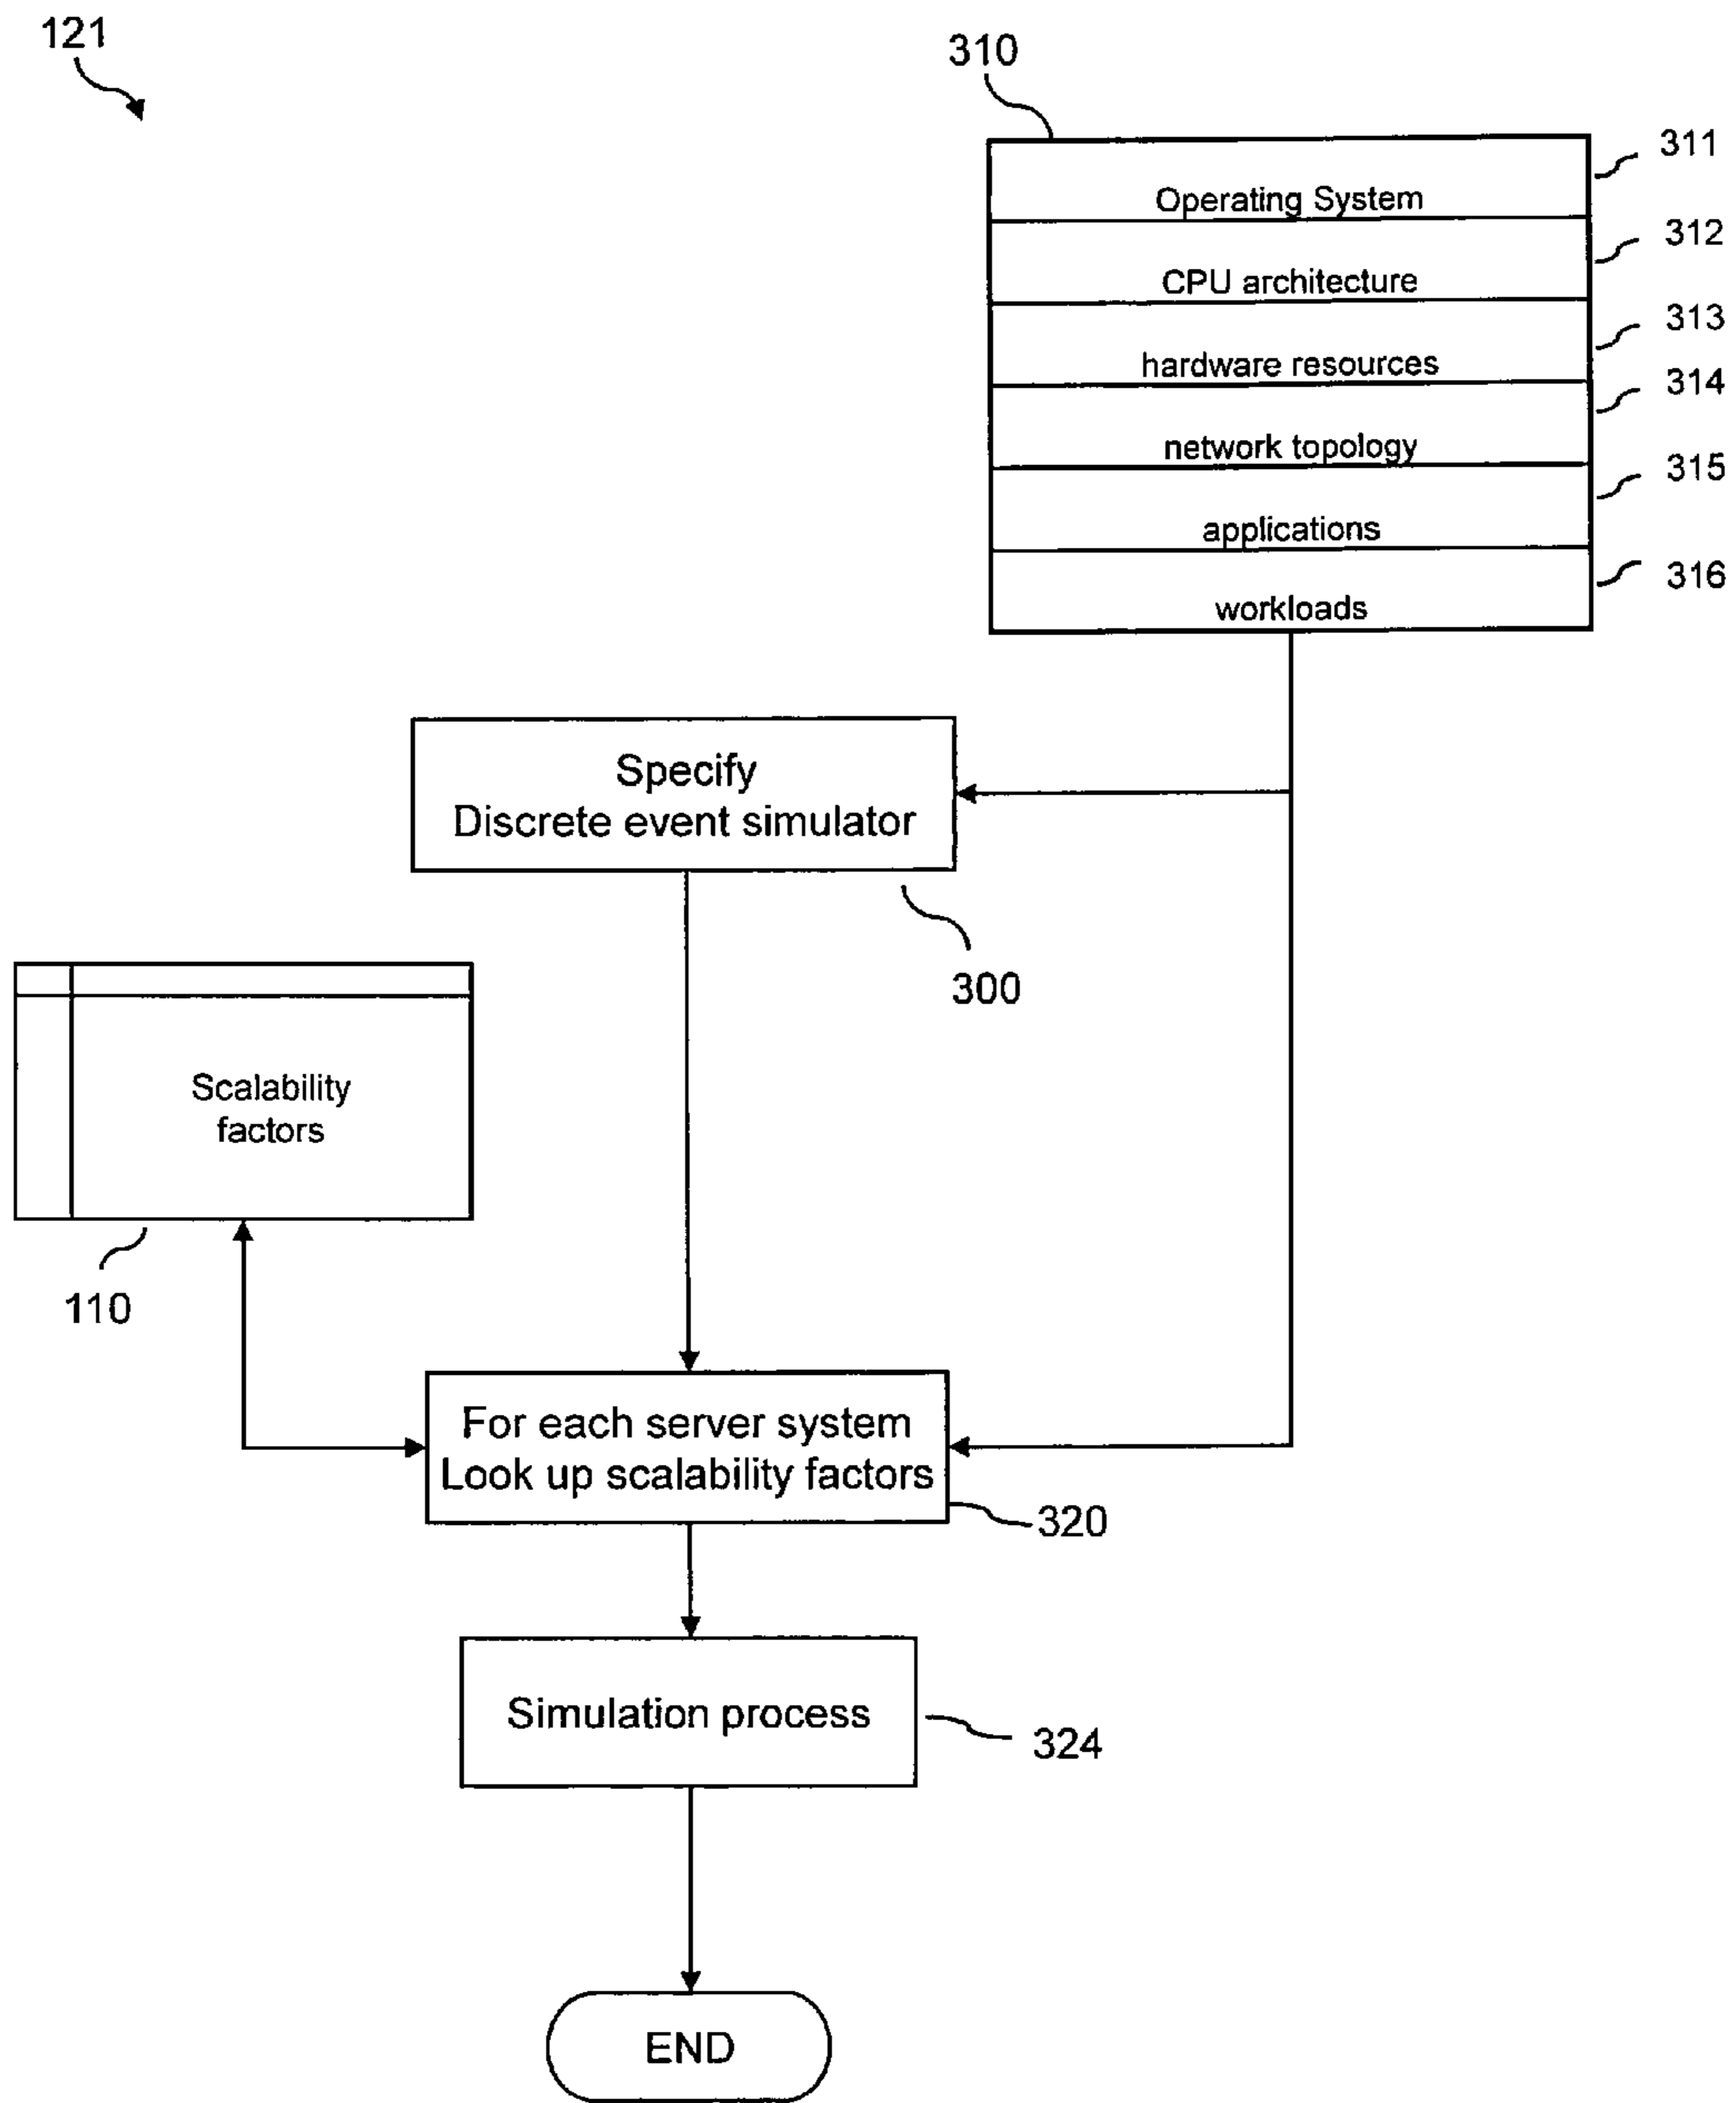 121
310
311
Operating System
312
CPU architecture
313
hardware resources
314
network topology
315
applications
316
workloads
Specify
Discrete event simulator
300
Scalability
factors
110
For each server system
Look up scalability factors
320
Simulation process
324
END